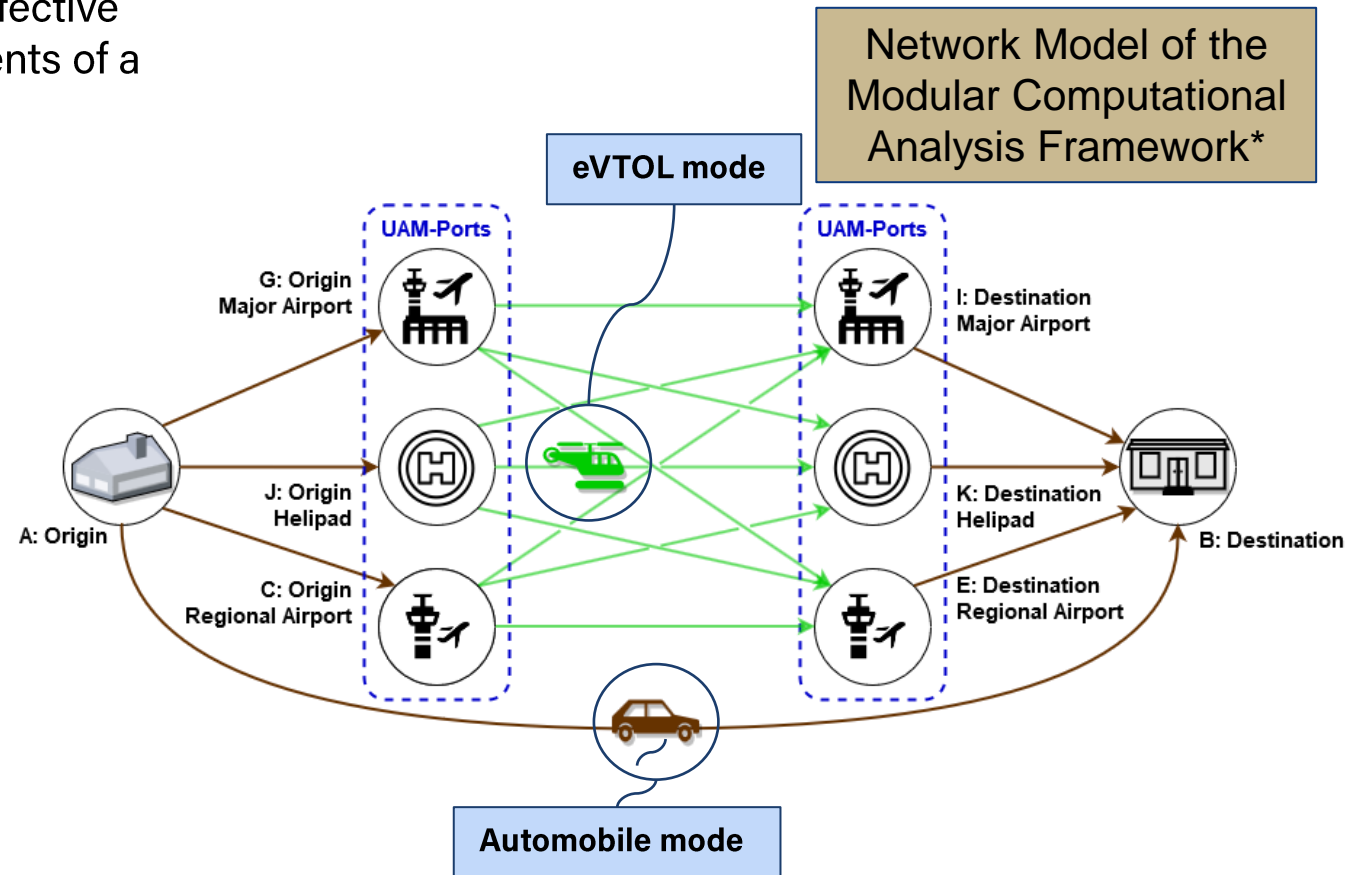 fective
ents of a
Network Model of the
Modular Computational
Analysis Framework*
eVTOL mode
UAM-Ports
UAM-Ports
G: Origin
Major Airport
I: Destination
Major Airport
J: Origin
Helipad
K: Destination
Helipad
A: Origin
B: Destination
C: Origin
Regional Airport
E: Destination
Regional Airport
H
H
Automobile mode